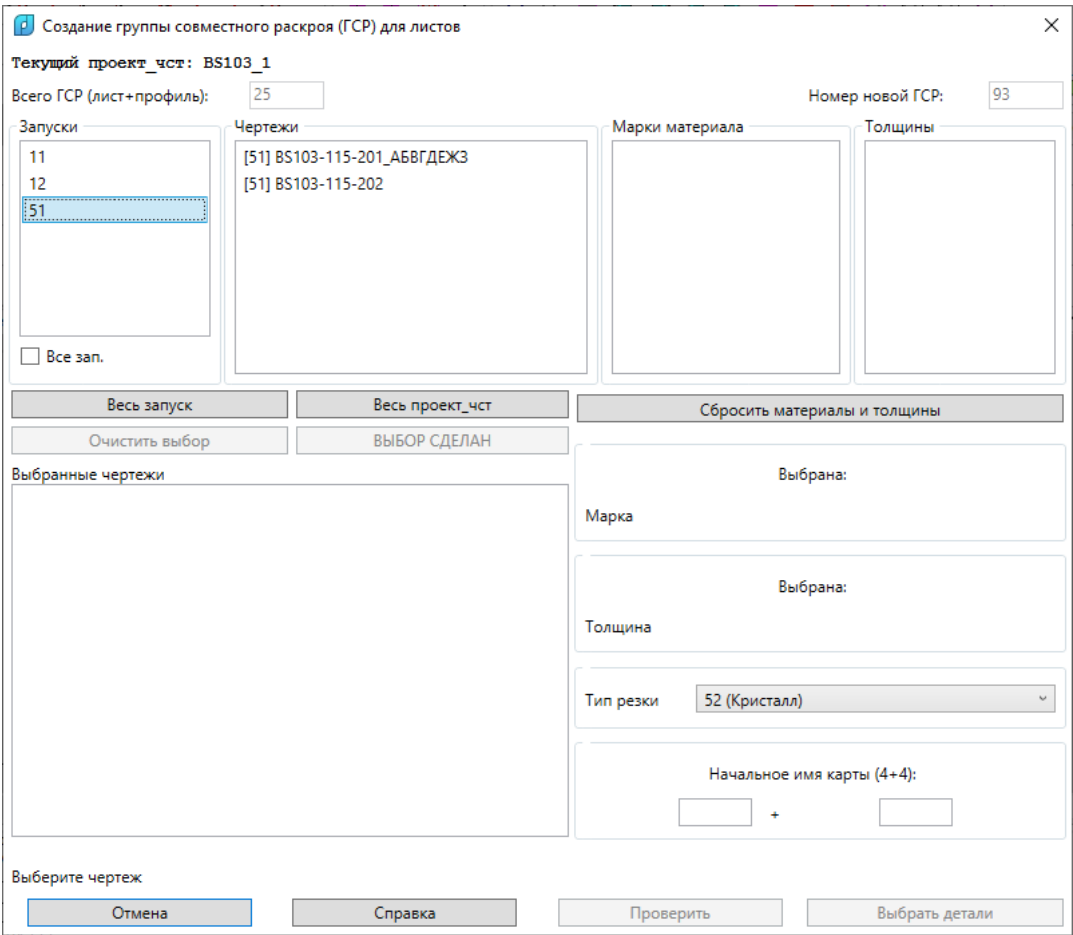 Создание группы совместного раскроя (ГСР) для листов
Текущий проект_чст: BS103_1
Всего ГСР (лист+профиль): 25 Номер новой ГСР: 93
Запуски Чертежи Марки материала Толщины
11 [51] BS103-115-201_АБВГДЕЖЗ
12 [51] BS103-115-202
51
Все зап.
Весь запуск Весь проект_чст Сбросить материалы и толщины
Очистить выбор ВЫБОР СДЕЛАН
Выбранные чертежи Выбрана:
Марка
Выбрана:
Толщина
Тип резки 52 (Кристалл)
Начальное имя карты (4+4):
+
Выберите чертеж
Отмена Справка Проверить Выбрать детали